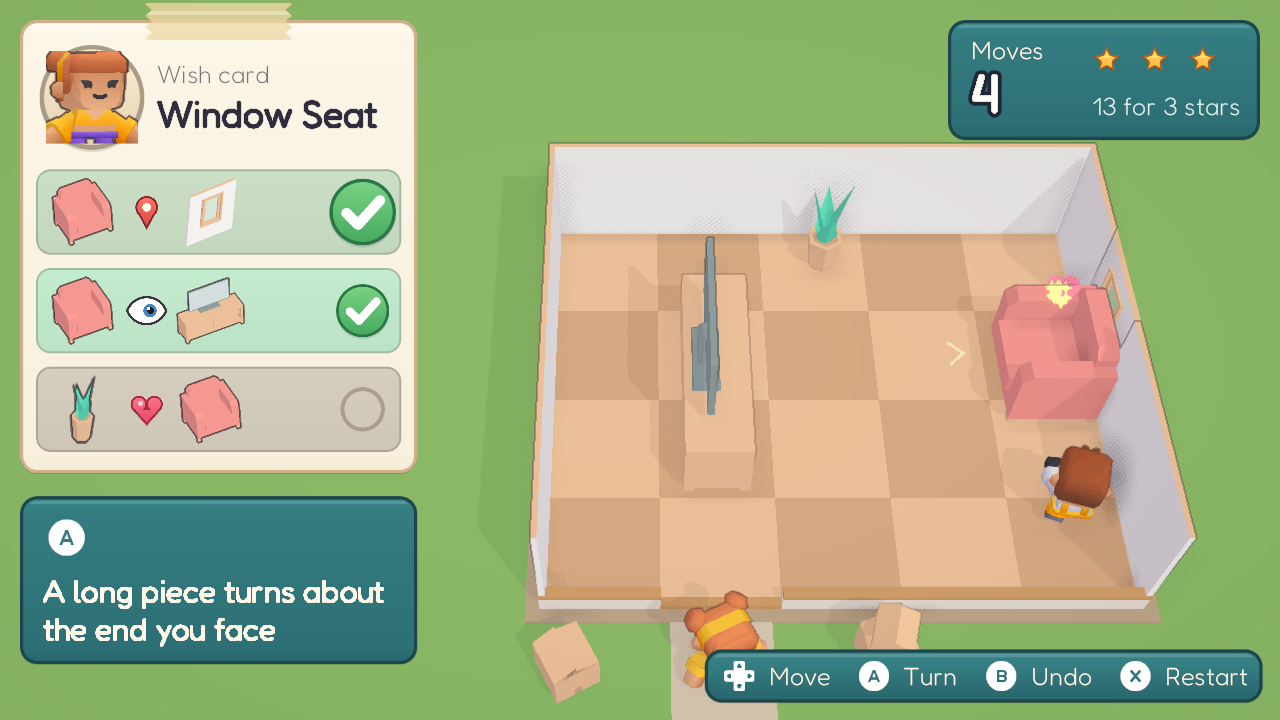 Wish card
Window Seat
Moves
4
13 for 3 stars
A
A long piece turns about
the end you face
Move
A Turn
B Undo
X Restart